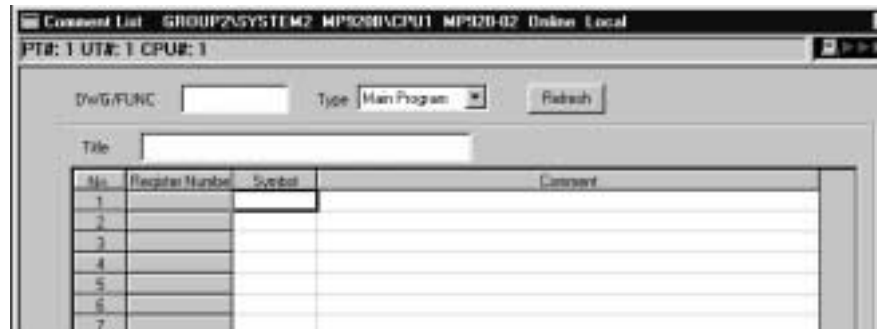 Comment List GROUP2\SYSTEM2 MP920B\CPU1 MP920-02 Online Local
PT#: 1 UT#: 1 CPU#: 1
DWG/FUNC Type Main Program Refresh
Title
No. Register Number Symbol Comment
1
2
3
4
5
6
7